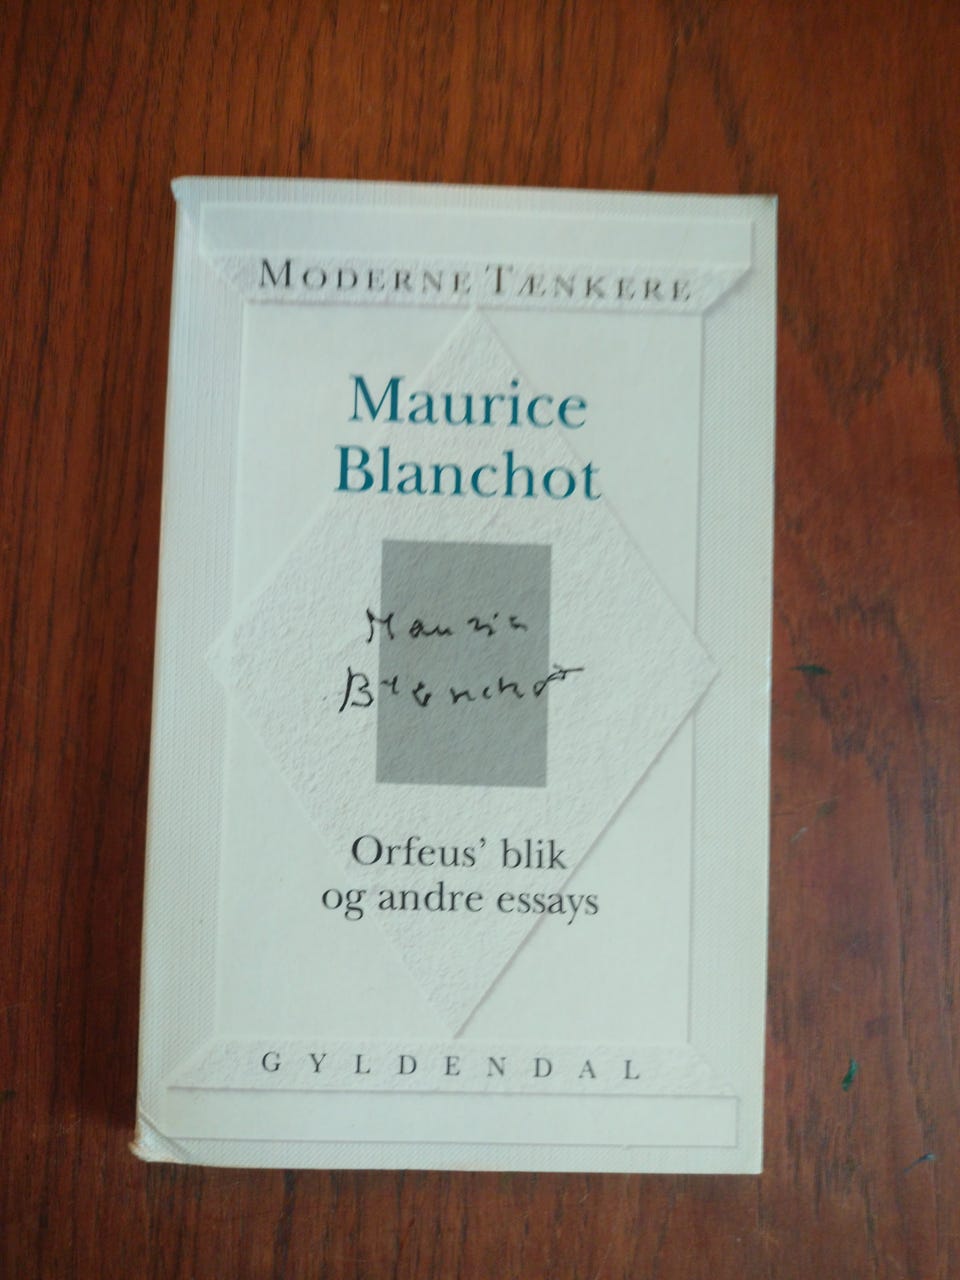 MODERNE TÆNKERE
Maurice
Blanchot
Maurice
Blanchot
Orfeus' blik
og andre essays
GYLDENDAL